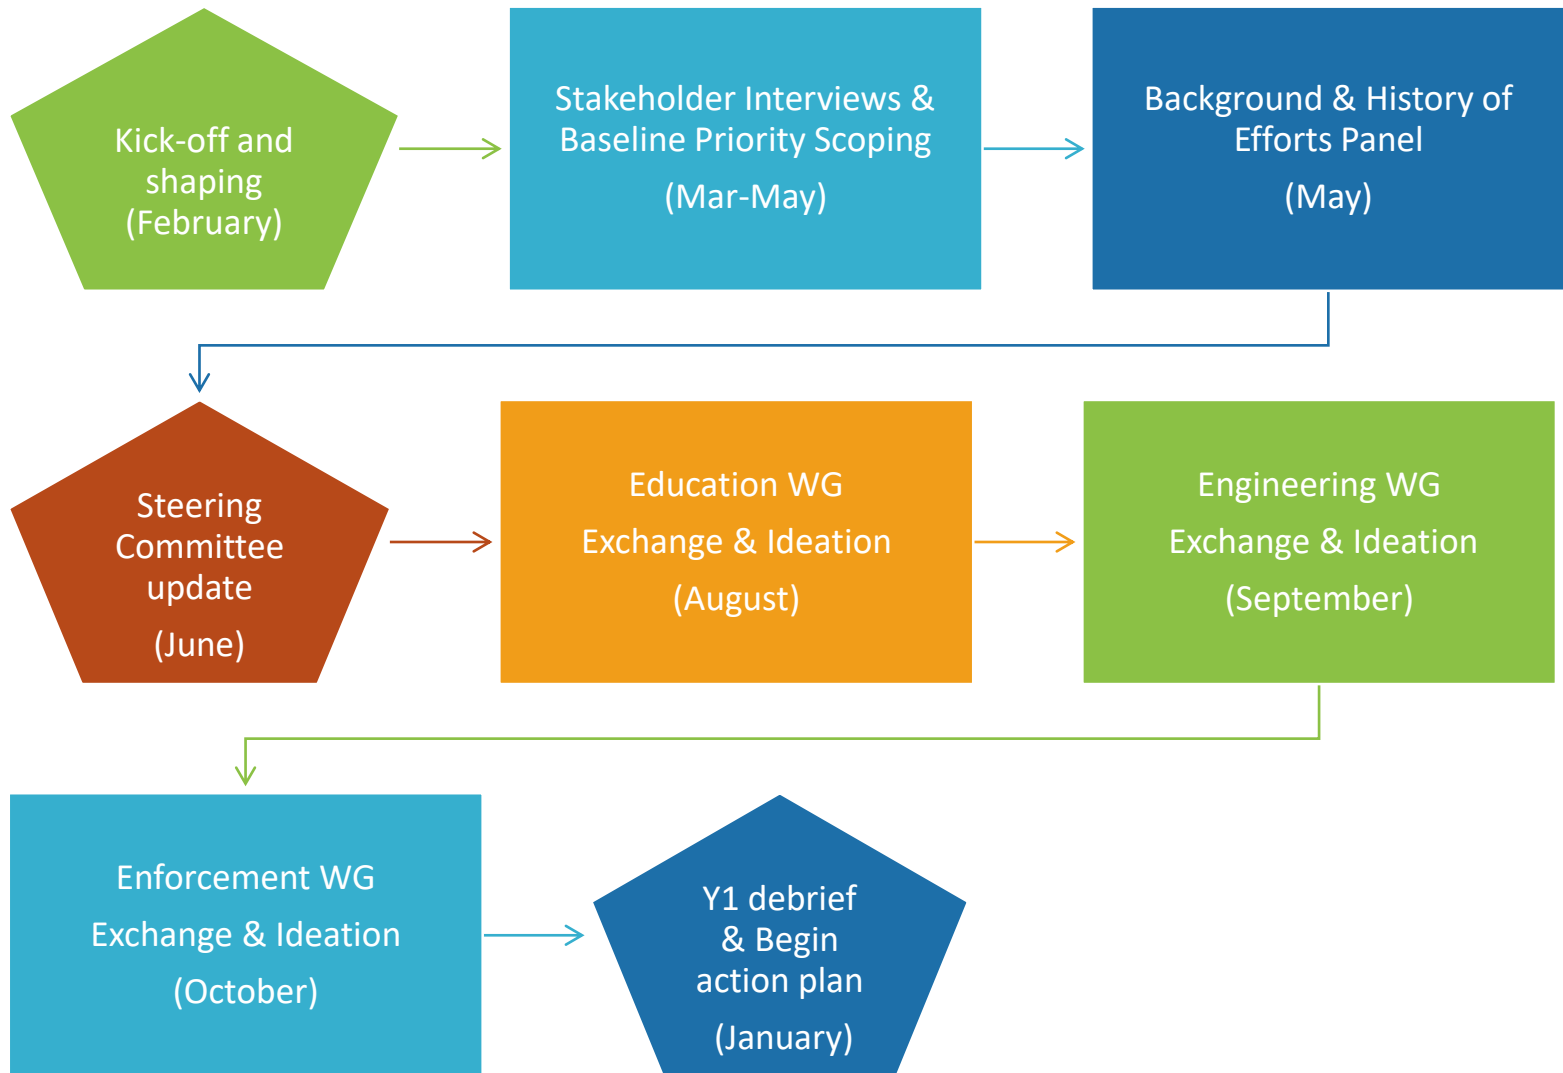 Kick-off and
shaping
(February)
Stakeholder Interviews &
Baseline Priority Scoping
(Mar-May)
Background & History of
Efforts Panel
(May)
Steering
Committee
update
(June)
Education WG
Exchange & Ideation
(August)
Engineering WG
Exchange & Ideation
(September)
Enforcement WG
Exchange & Ideation
(October)
Y1 debrief
& Begin
action plan
(January)